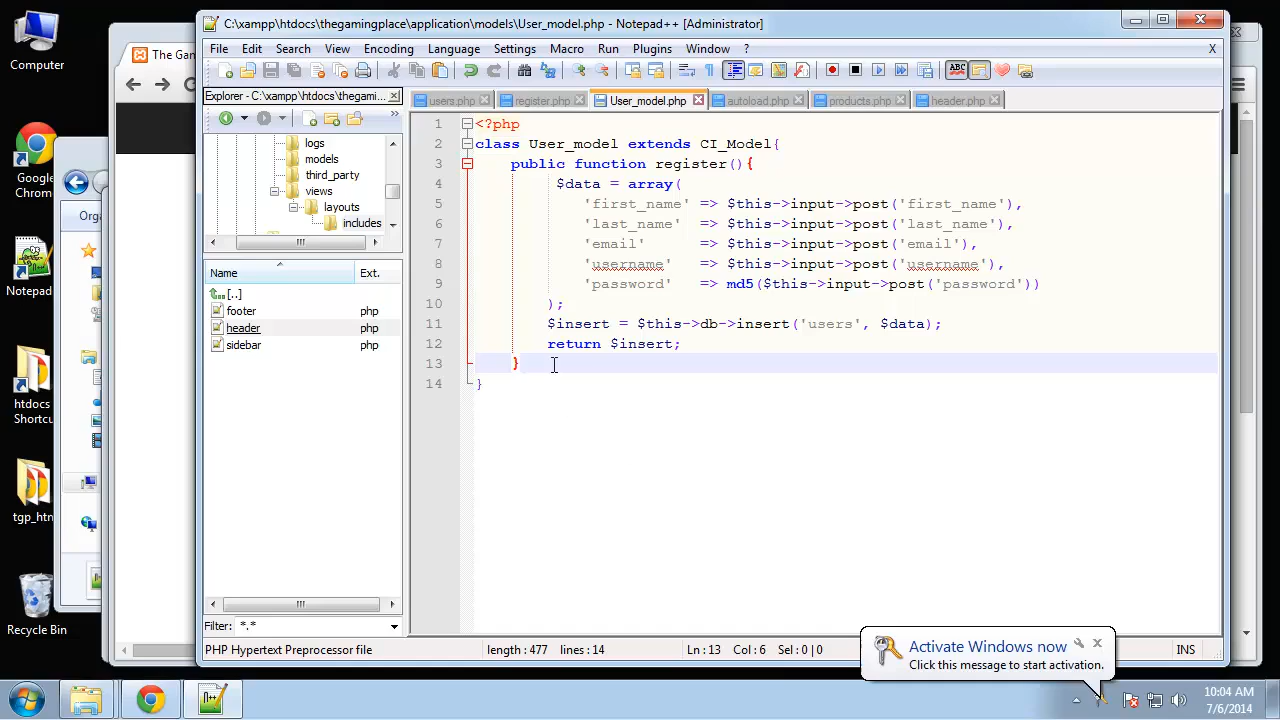 Computer
Google
Chrom
Notepad
htdocs
Shortcu
tgp_htn
Recycle Bin
Orga
The Gam
C:\xampp\htdocs\thegamingplace\application\models\User_model.php - Notepad++ [Administrator]
File Edit Search View Encoding Language Settings Macro Run Plugins Window ? X
Explorer - C:\xampp\htdocs\thegami...
users.php register.php User_model.php autoload.php products.php header.php
logs
models
third_party
views
layouts
includes
Name Ext.
[..]
footer php
header php
sidebar php
Filter: *.*
1 <?php
2 class User_model extends CI_Model{
3 public function register(){
4 $data = array(
5 'first_name' => $this->input->post('first_name'),
6 'last_name' => $this->input->post('last_name'),
7 'email' => $this->input->post('email'),
8 'username' => $this->input->post('username'),
9 'password' => md5($this->input->post('password'))
10 );
11 $insert = $this->db->insert('users', $data);
12 return $insert;
13 }
14 }
PHP Hypertext Preprocessor file length : 477 lines : 14 Ln : 13 Col : 6 Sel : 0 | 0 INS
Activate Windows now
Click this message to start activation.
10:04 AM
7/6/2014